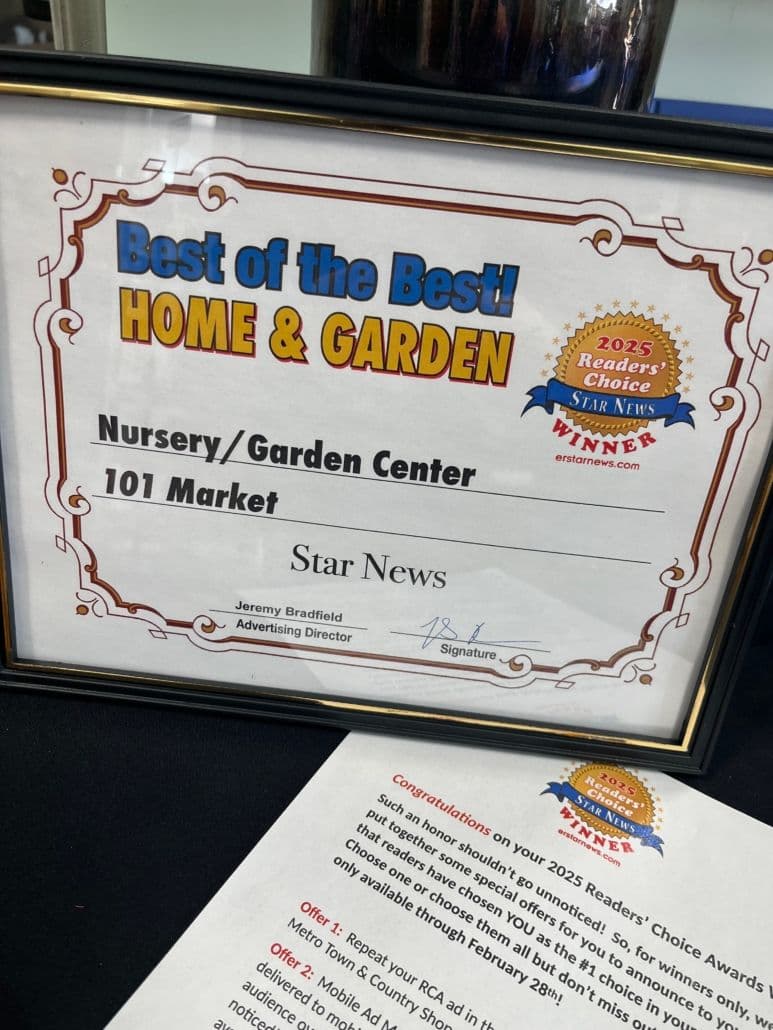 Best of the Best!
HOME & GARDEN
2025
Readers'
Choice
STAR NEWS
WINNER
erstarnews.com
Nursery/Garden Center
101 Market
Star News
Jeremy Bradfield
Advertising Director
Signature
2025
Readers'
Choice
STAR NEWS
WINNER
erstarnews.com
Congratulations on your 2025 Readers' Choice Awards
Such an honor shouldn't go unnoticed! So, for winners only, we
put together some special offers for you to announce to
that readers have chosen YOU as the #1 choice in your
Choose one or choose them all but don't miss
only available through February 28th!
Offer 1: Repeat your RCA ad in
Metro Town & Country
Offer 2: Mobile Ad
delivered to
audience